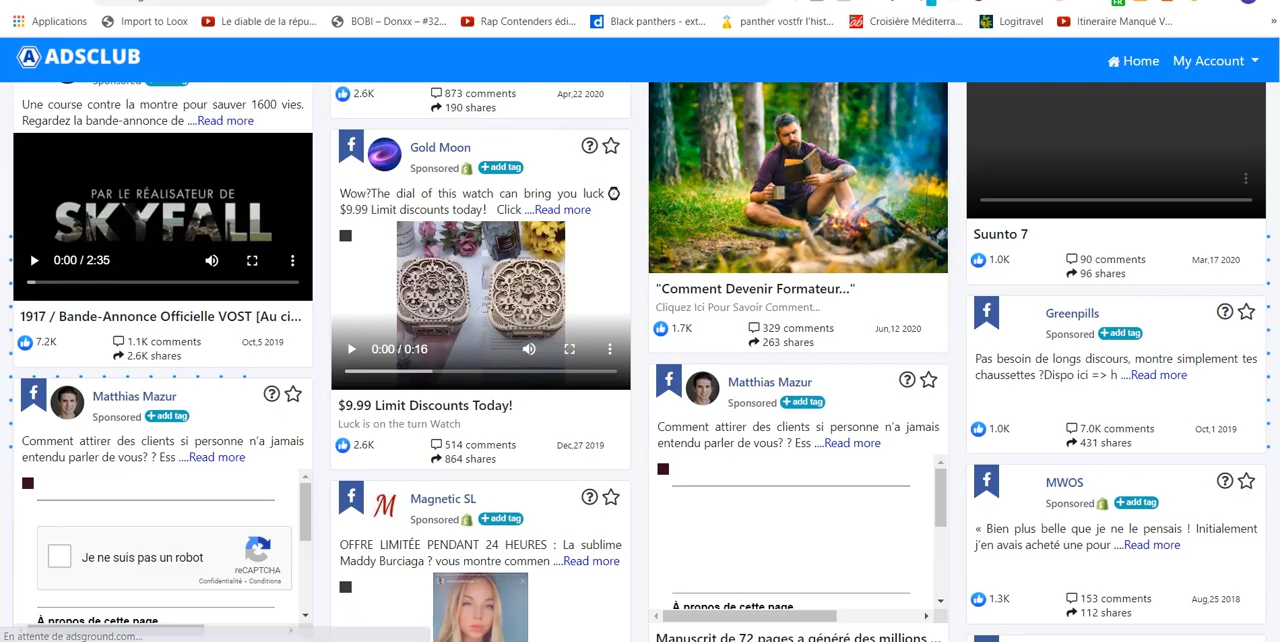 Applications
Import to Loox
Le diable de la répu...
BOBI – Donxx – #32...
Rap Contenders édi...
Black panthers - ext...
panther vostfr l'hist...
Croisière Méditerra...
Logitravel
Itineraire Manqué V...
»
FR
ADSCLUB
Home
My Account
Sponsored
Une course contre la montre pour sauver 1600 vies.
Regardez la bande-annonce de ....Read more
PAR LE RÉALISATEUR DE
SKYFALL
0:00 / 2:35
1917 / Bande-Annonce Officielle VOST [Au ci...
7.2K
1.1K comments
2.6K shares
Oct,5 2019
Matthias Mazur
Sponsored
add tag
Comment attirer des clients si personne n'a jamais
entendu parler de vous? ? Ess ....Read more
Je ne suis pas un robot
reCAPTCHA
Confidentialité - Conditions
À propos de cette page
En attente de adsground.com...
2.6K
873 comments
190 shares
Apr,22 2020
Gold Moon
Sponsored
add tag
Wow?The dial of this watch can bring you luck
$9.99 Limit discounts today! Click ....Read more
0:00 / 0:16
$9.99 Limit Discounts Today!
Luck is on the turn Watch
2.6K
514 comments
864 shares
Dec,27 2019
Magnetic SL
Sponsored
add tag
OFFRE LIMITÉE PENDANT 24 HEURES : La sublime
Maddy Burciaga ? vous montre commen ....Read more
"Comment Devenir Formateur..."
Cliquez Ici Pour Savoir Comment...
1.7K
329 comments
263 shares
Jun,12 2020
Matthias Mazur
Sponsored
add tag
Comment attirer des clients si personne n'a jamais
entendu parler de vous? ? Ess ....Read more
À propos de cette page
Manuscrit de 72 pages a généré des millions ...
Suunto 7
1.0K
90 comments
96 shares
Mar,17 2020
Greenpills
Sponsored
add tag
Pas besoin de longs discours, montre simplement tes
chaussettes ?Dispo ici => h ....Read more
1.0K
7.0K comments
431 shares
Oct,1 2019
MWOS
Sponsored
add tag
« Bien plus belle que je ne le pensais ! Initialement
j'en avais acheté une pour ....Read more
1.3K
153 comments
112 shares
Aug,25 2018